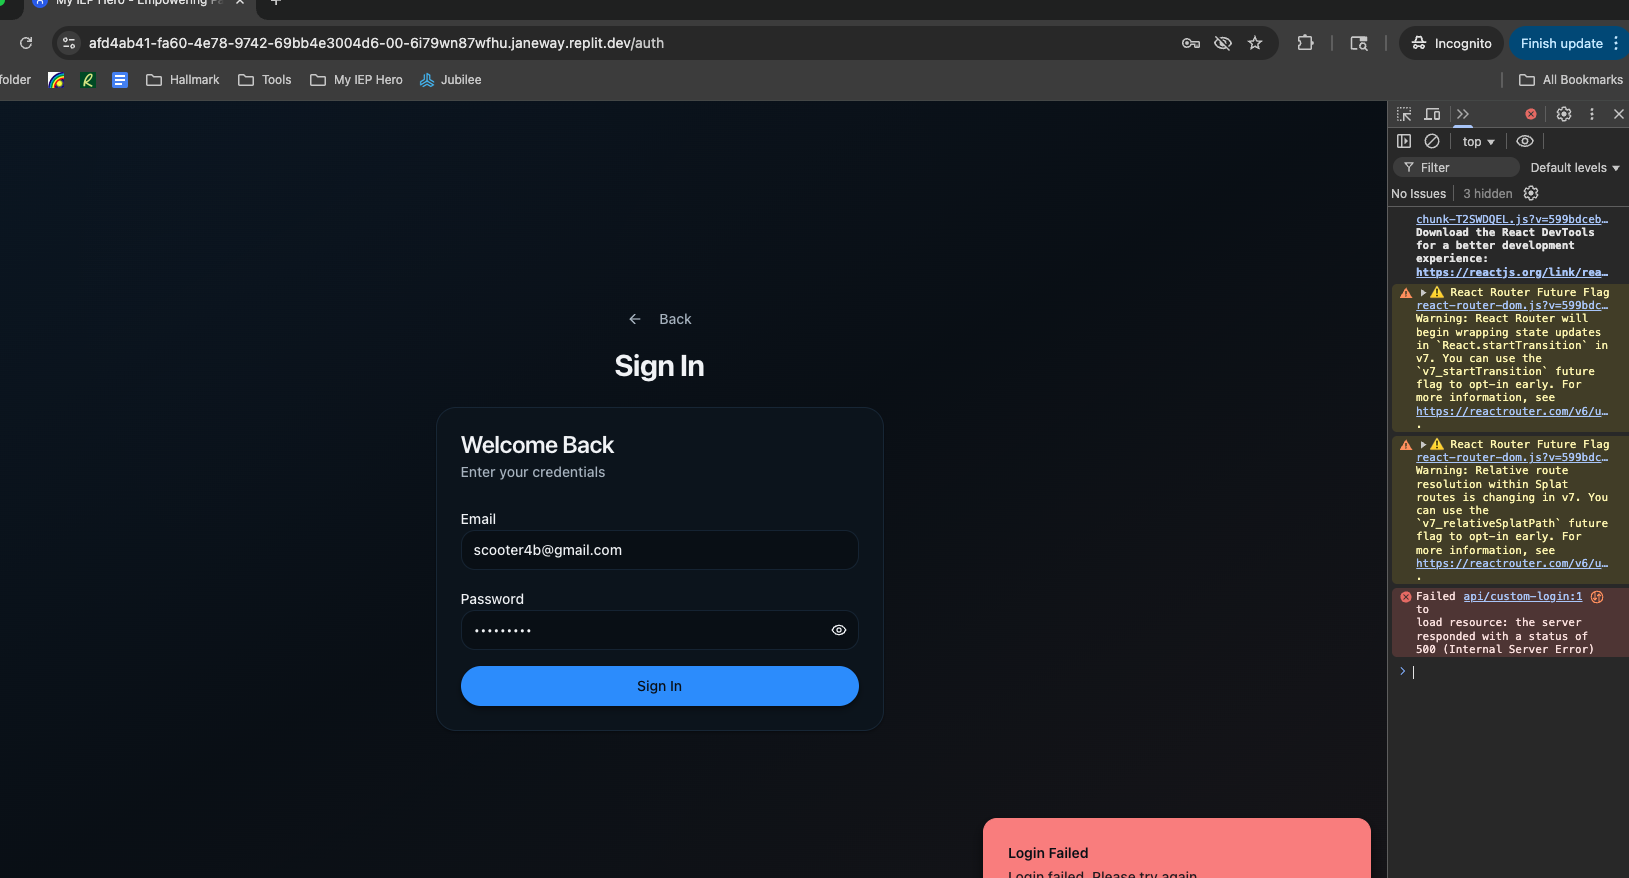 My IEP Hero - Empowering Pa
afd4ab41-fa60-4e78-9742-69bb4e3004d6-00-6i79wn87wfhu.janeway.replit.dev/auth
Incognito
Finish update
folder
Hallmark
Tools
My IEP Hero
Jubilee
All Bookmarks
Back
Sign In
Welcome Back
Enter your credentials
Email
scooter4b@gmail.com
Password
•••••••••
Sign In
Login Failed
Login failed. Please try again.
top
Filter
Default levels
No Issues
3 hidden
chunk-T2SWDQEL.js?v=599bdceb…
Download the React DevTools
for a better development
experience:
https://reactjs.org/link/rea…
React Router Future Flag
react-router-dom.js?v=599bdc…
Warning: React Router will
begin wrapping state updates
in `React.startTransition` in
v7. You can use the
`v7_startTransition` future
flag to opt-in early. For
more information, see
https://reactrouter.com/v6/u…
.
React Router Future Flag
react-router-dom.js?v=599bdc…
Warning: Relative route
resolution within Splat
routes is changing in v7. You
can use the
`v7_relativeSplatPath` future
flag to opt-in early. For
more information, see
https://reactrouter.com/v6/u…
.
Failed api/custom-login:1
to
load resource: the server
responded with a status of
500 (Internal Server Error)